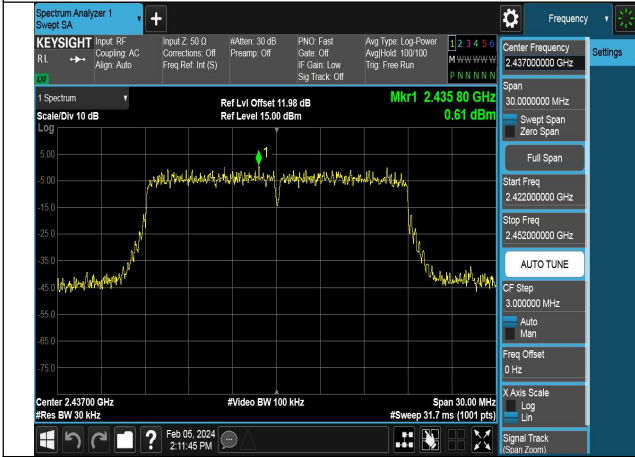 Spectrum Analyzer 1
Swept SA
+
Frequency
KEYSIGHT
RL
Input: RF
Coupling: AC
Align: Auto
Input Z: 50 Ω
Corrections: Off
Freq Ref: Int (S)
#Atten: 30 dB
Preamp: Off
PNO: Fast
Gate: Off
IF Gain: Low
Sig Track: Off
Avg Type: Log-Power
Avg|Hold: 100/100
Trig: Free Run
1 2 3 4 5 6
M W W W W W
P N N N N N
1 Spectrum
Scale/Div 10 dB
Log
Ref Lvl Offset 11.98 dB
Ref Level 15.00 dBm
Mkr1 2.435 80 GHz
0.61 dBm
1
5.00
-5.00
-15.0
-25.0
-35.0
-45.0
-55.0
-65.0
-75.0
Center 2.43700 GHz
#Res BW 30 kHz
#Video BW 100 kHz
Span 30.00 MHz
#Sweep 31.7 ms (1001 pts)
Feb 05, 2024
2:11:45 PM
Center Frequency
2.437000000 GHz
Settings
Span
30.0000000 MHz
Swept Span
Zero Span
Full Span
Start Freq
2.422000000 GHz
Stop Freq
2.452000000 GHz
AUTO TUNE
CF Step
3.000000 MHz
Auto
Man
Freq Offset
0 Hz
X Axis Scale
Log
Lin
Signal Track
(Span Zoom)